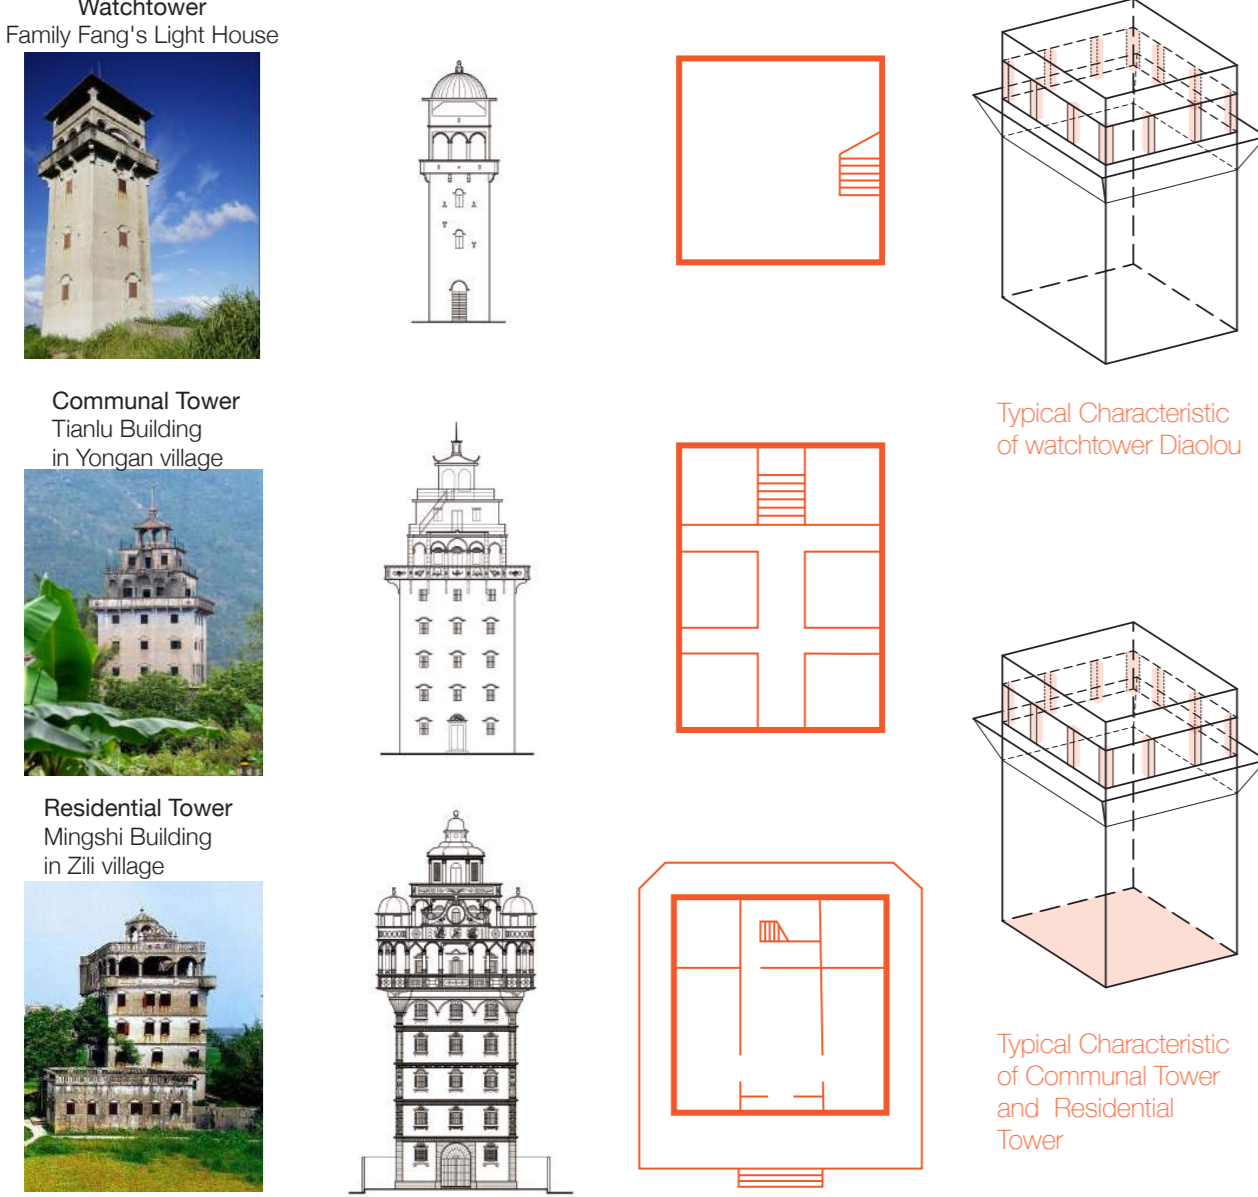 Watchtower
Family Fang's Light House
Communal Tower
Tianlu Building
in Yongan village
Typical Characteristic
of watchtower Diaolou
Residential Tower
Mingshi Building
in Zili village
Typical Characteristic
of Communal Tower
and Residential
Tower